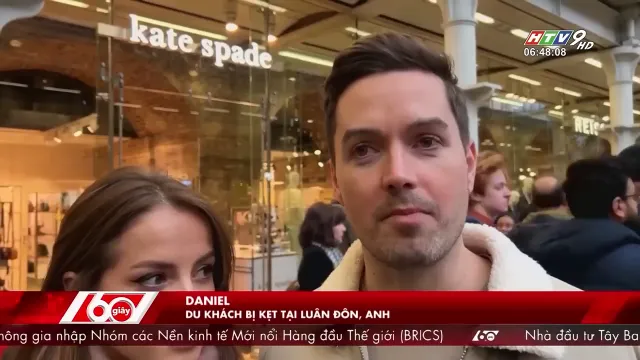 kate spade
HTV9 HD
06:48:08
REIS
60 giây
DANIEL
DU KHÁCH BỊ KẸT TẠI LUÂN ĐÔN, ANH
hông gia nhập Nhóm các Nền kinh tế Mới nổi Hàng đầu Thế giới (BRICS) 60 Nhà đầu tư Tây Ba